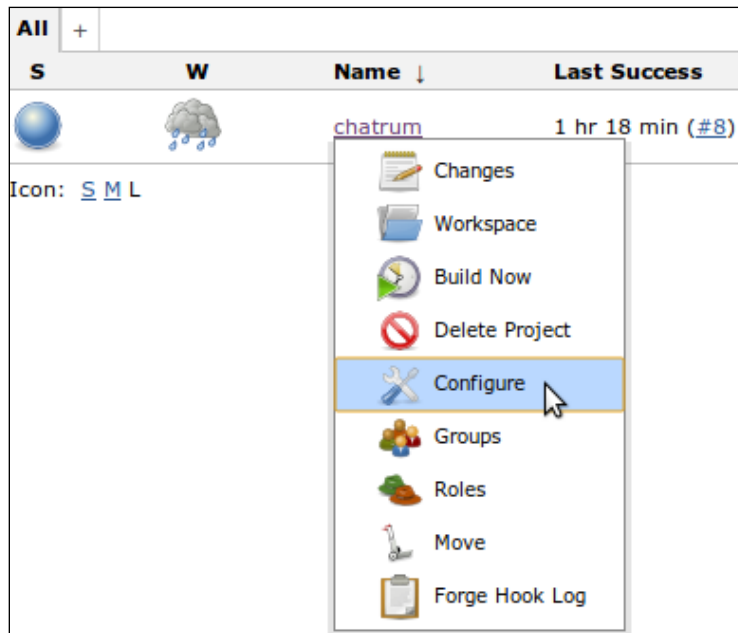 All +
S W Name ↓ Last Success
chatrum 1 hr 18 min (#8)
Icon: S M L
Changes
Workspace
Build Now
Delete Project
Configure
Groups
Roles
Move
Forge Hook Log